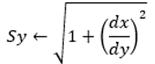 Sy ← √(1 + (dx/dy)²)